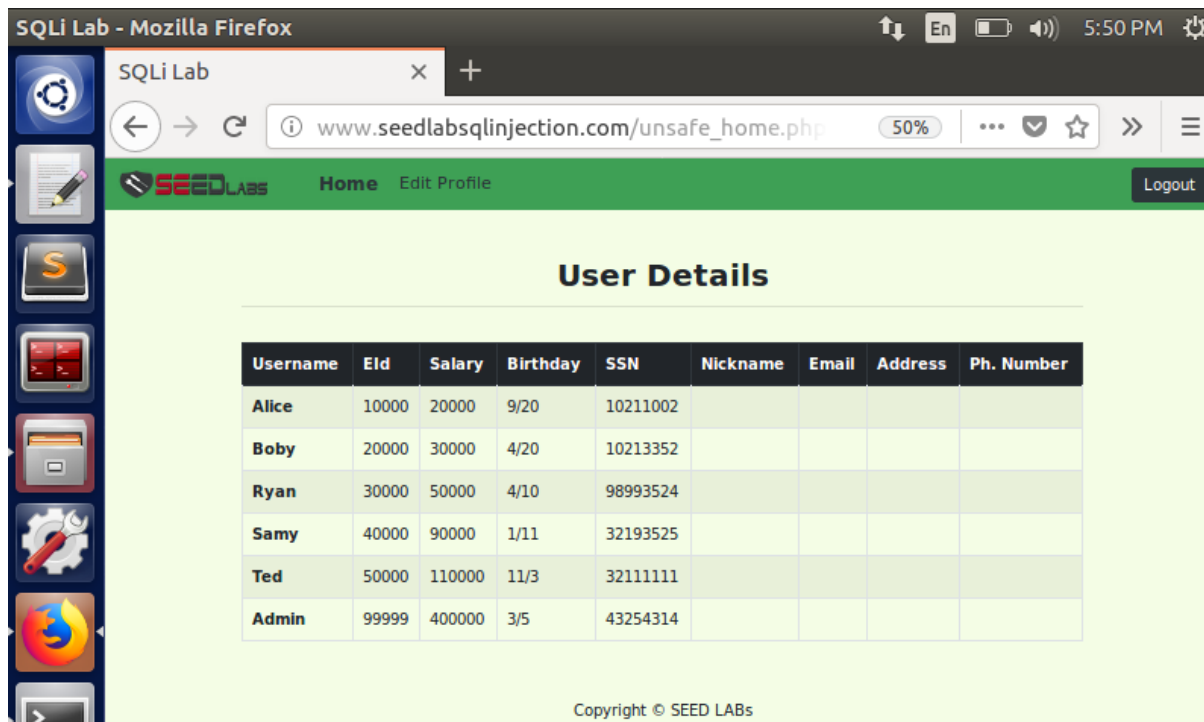 SQLi Lab - Mozilla Firefox En 5:50 PM
SQLi Lab
www.seedlabsqlinjection.com/unsafe_home.php 50%
SEEDLABS Home Edit Profile Logout
User Details
Username EId Salary Birthday SSN Nickname Email Address Ph. Number
Alice 10000 20000 9/20 10211002
Boby 20000 30000 4/20 10213352
Ryan 30000 50000 4/10 98993524
Samy 40000 90000 1/11 32193525
Ted 50000 110000 11/3 32111111
Admin 99999 400000 3/5 43254314
Copyright © SEED LABs